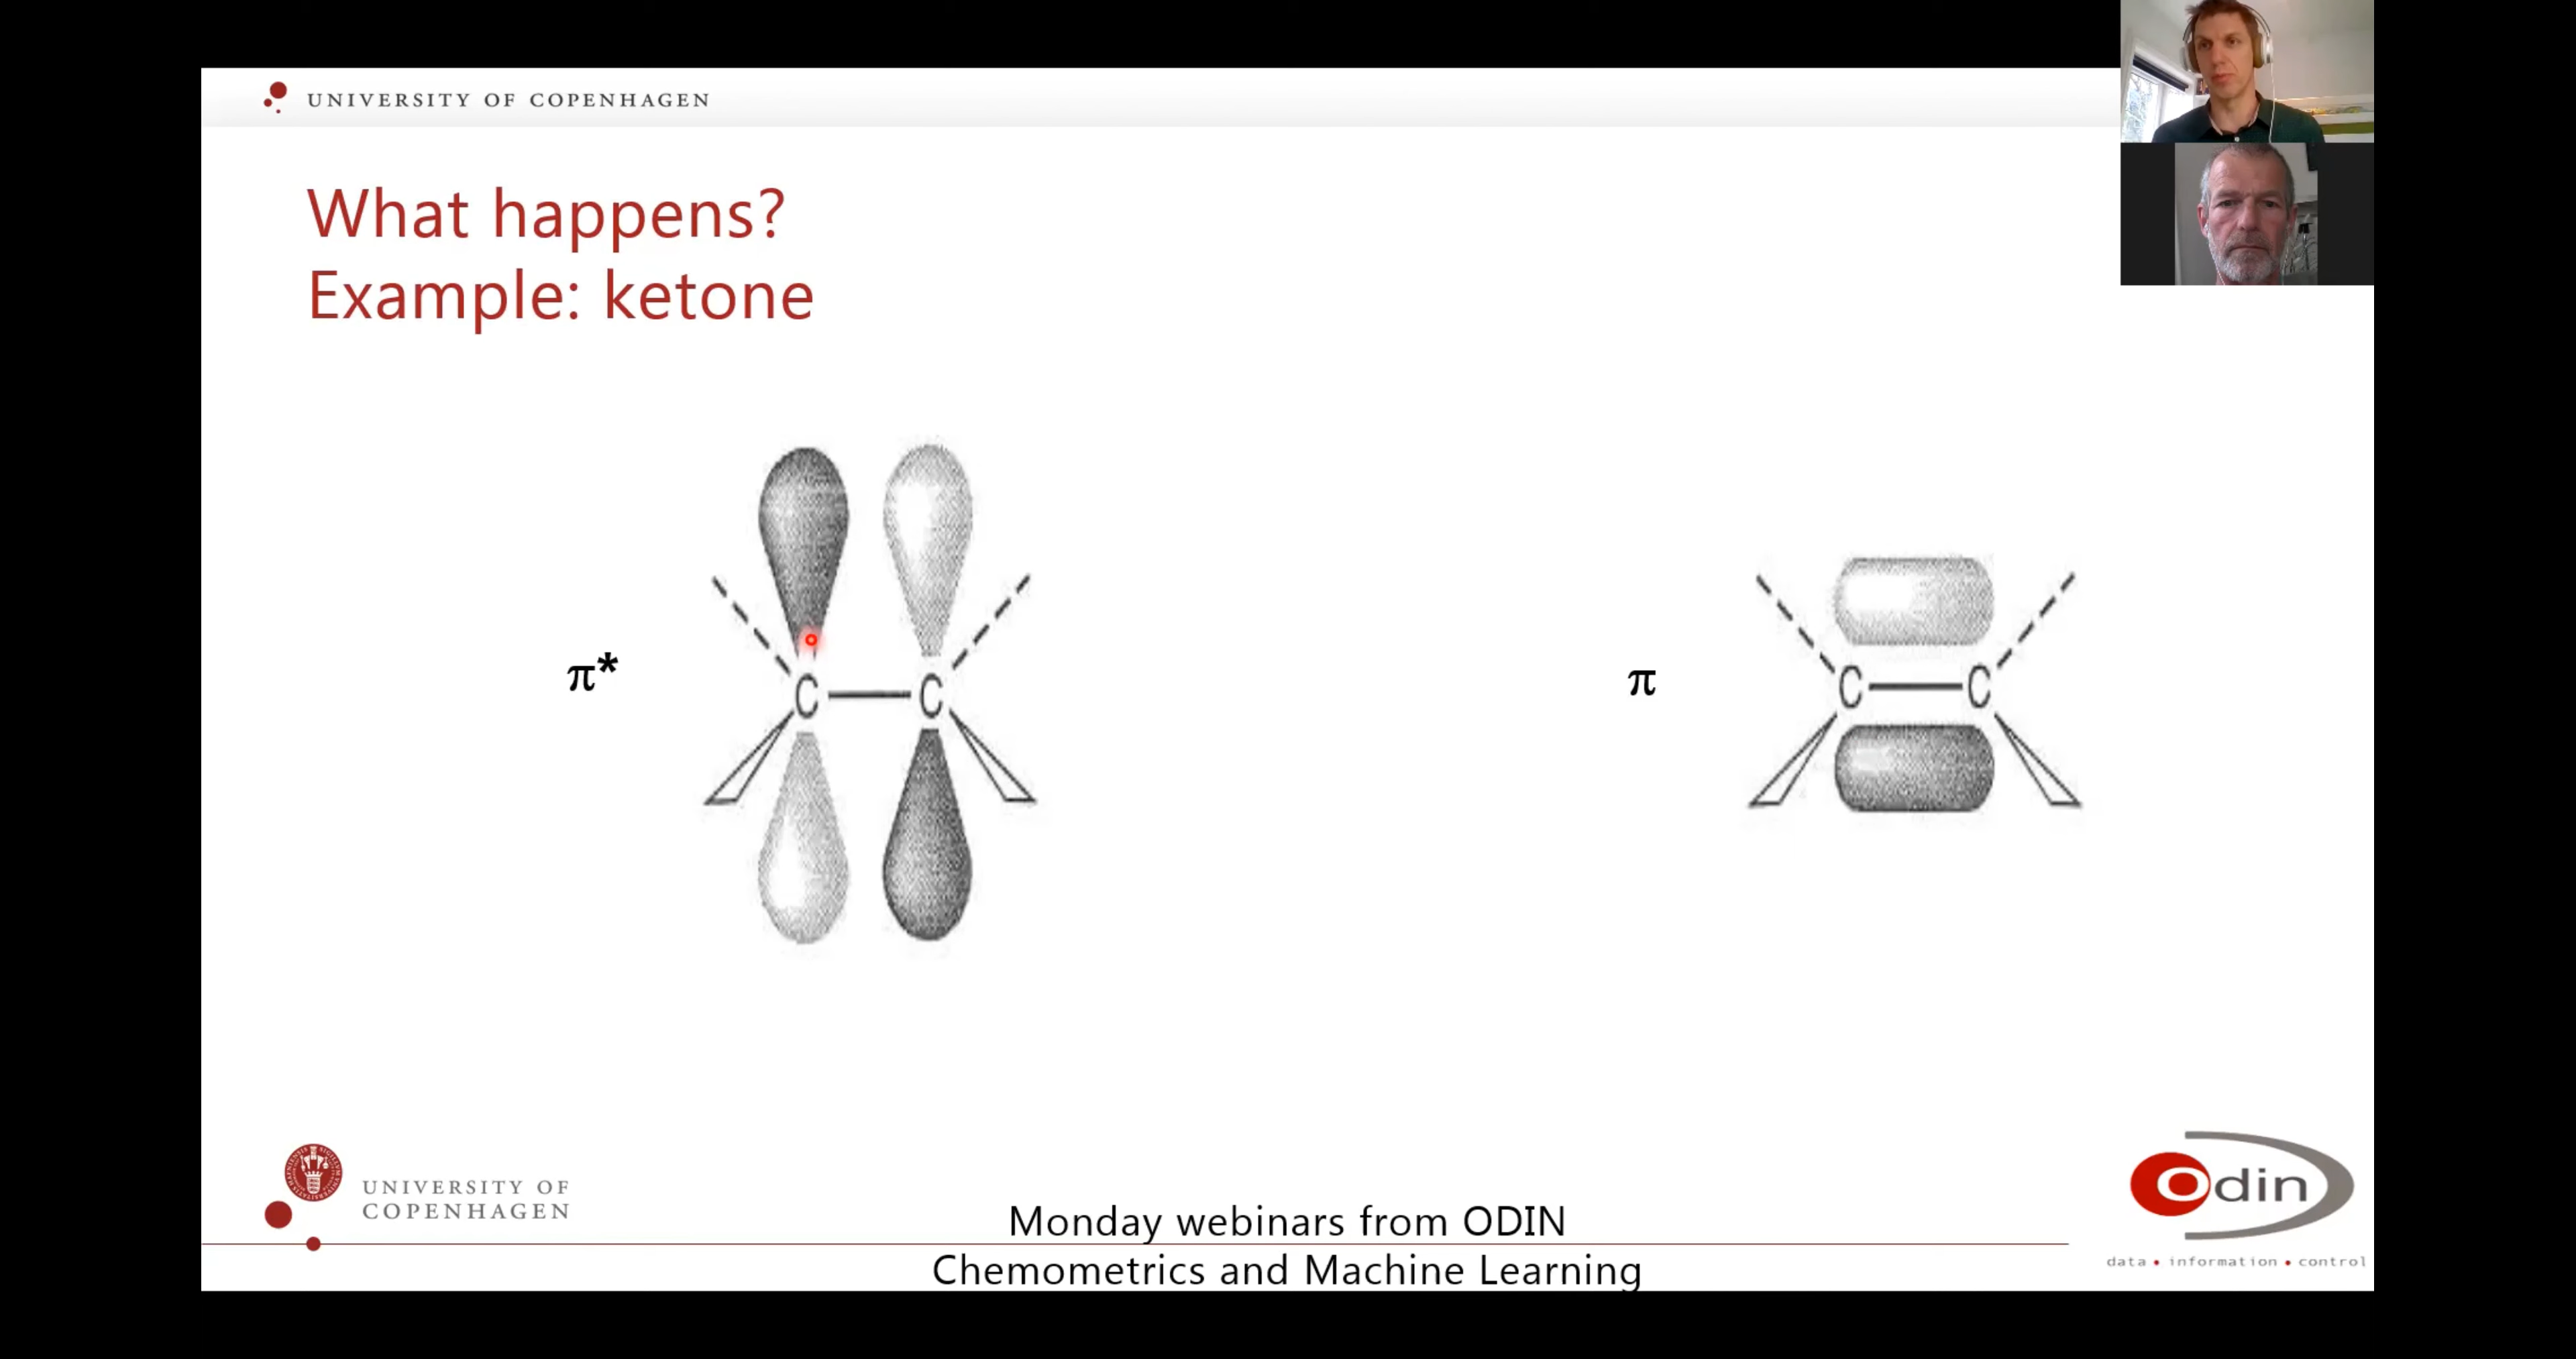 UNIVERSITY OF COPENHAGEN
What happens?
Example: ketone
π*
C C
π
C C
UNIVERSITY OF
COPENHAGEN
Monday webinars from ODIN
Chemometrics and Machine Learning
Odin
data • information • control